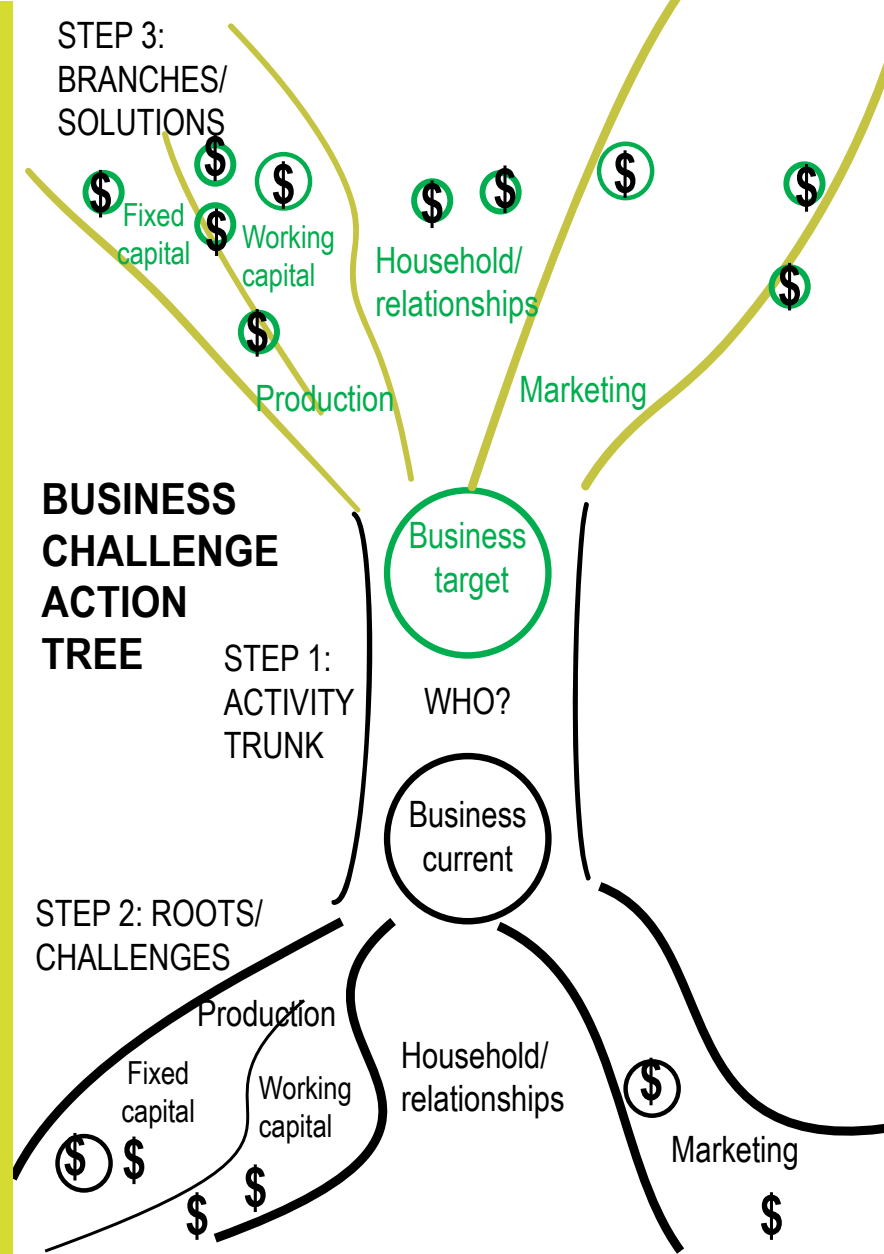 STEP 3:
BRANCHES/
SOLUTIONS
$
$
$
$
$
$
$
$
$
$
Fixed
capital
Working
capital
Household/
relationships
Production
Marketing
BUSINESS
CHALLENGE
ACTION
TREE
Business
target
STEP 1:
ACTIVITY
TRUNK
WHO?
Business
current
STEP 2: ROOTS/
CHALLENGES
Production
Fixed
capital
Working
capital
Household/
relationships
Marketing
$
$
$
$
$
$